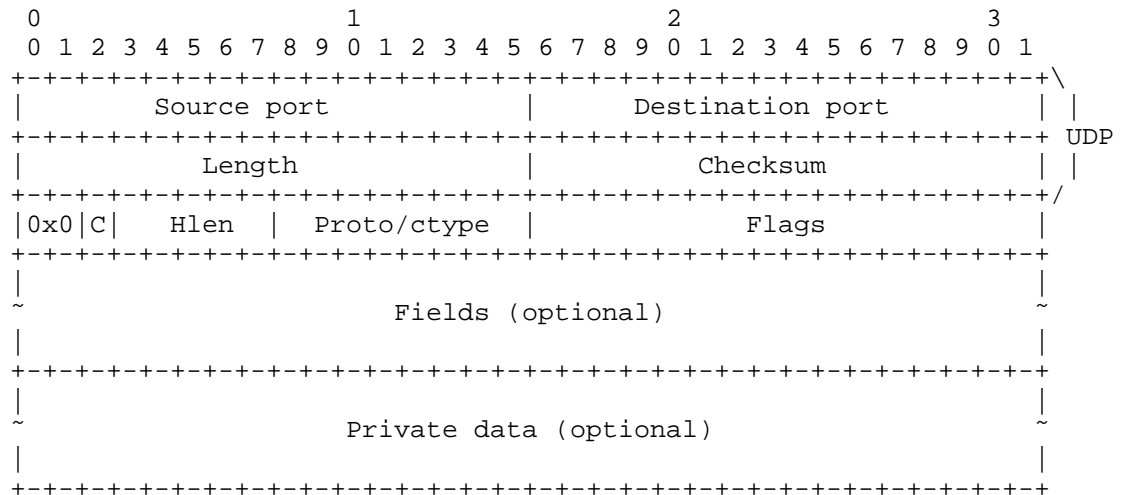 0                   1                   2                   3
 0 1 2 3 4 5 6 7 8 9 0 1 2 3 4 5 6 7 8 9 0 1 2 3 4 5 6 7 8 9 0 1
+-+-+-+-+-+-+-+-+-+-+-+-+-+-+-+-+-+-+-+-+-+-+-+-+-+-+-+-+-+-+-+-+\
|        Source port            |      Destination port         | |
+-+-+-+-+-+-+-+-+-+-+-+-+-+-+-+-+-+-+-+-+-+-+-+-+-+-+-+-+-+-+-+-+ UDP
|           Length              |          Checksum             | |
+-+-+-+-+-+-+-+-+-+-+-+-+-+-+-+-+-+-+-+-+-+-+-+-+-+-+-+-+-+-+-+-+/
|0x0|C|   Hlen  |  Proto/ctype  |             Flags             |
+-+-+-+-+-+-+-+-+-+-+-+-+-+-+-+-+-+-+-+-+-+-+-+-+-+-+-+-+-+-+-+-+
|                                                               |
~                       Fields (optional)                       ~
|                                                               |
+-+-+-+-+-+-+-+-+-+-+-+-+-+-+-+-+-+-+-+-+-+-+-+-+-+-+-+-+-+-+-+-+
|                                                               |
~                    Private data (optional)                    ~
|                                                               |
+-+-+-+-+-+-+-+-+-+-+-+-+-+-+-+-+-+-+-+-+-+-+-+-+-+-+-+-+-+-+-+-+